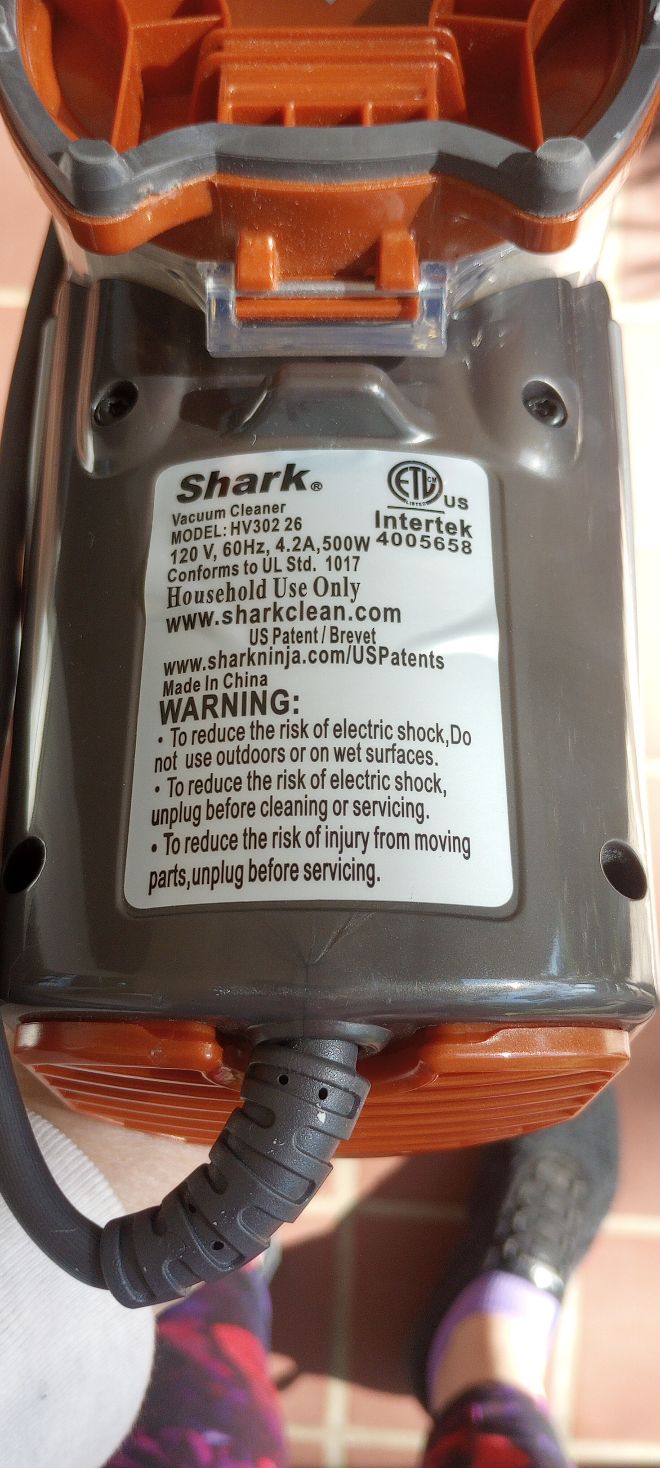 Shark®
Vacuum Cleaner
MODEL: HV302 26
120 V, 60Hz, 4.2A,500W
Conforms to UL Std. 1017
ETL CM
LISTED
US
Intertek
4005658
Household Use Only
www.sharkclean.com
US Patent / Brevet
www.sharkninja.com/USPatents
Made In China
WARNING:
• To reduce the risk of electric shock,Do
not use outdoors or on wet surfaces.
• To reduce the risk of electric shock,
unplug before cleaning or servicing.
• To reduce the risk of injury from moving
parts,unplug before servicing.